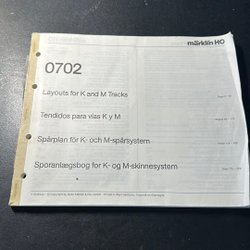 märklin HO
0702
Layouts for K and M Tracks
Tendidos para vías K y M
Spårplan för K- och M-spårsystem
Sporanlægsbog for K- og M-skinnesystem